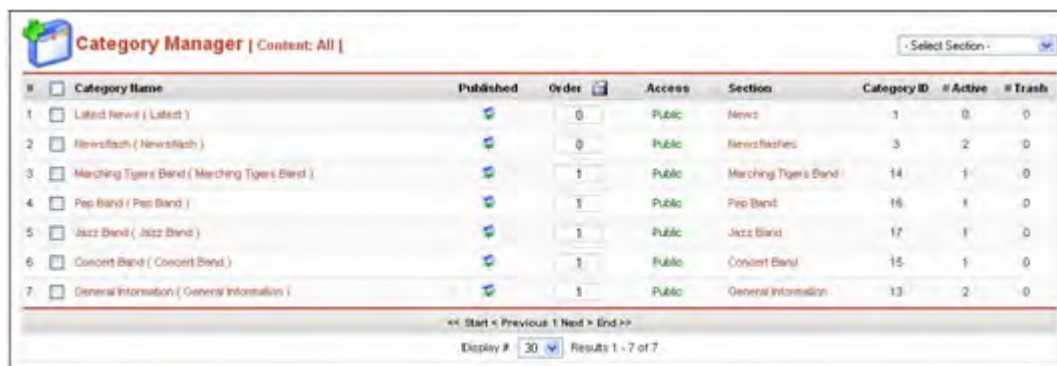 Category Manager [ Content: All ]
- Select Section -
# Category Name Published Order Access Section Category ID # Active # Trash
1 Latest News ( Latest ) 0 Public News 1 0 0
2 Newsflash ( Newsflash ) 0 Public Newsflashes 3 2 0
3 Marching Tigers Band ( Marching Tigers Band ) 1 Public Marching Tigers Band 14 1 0
4 Pep Band ( Pep Band ) 1 Public Pep Band 16 1 0
5 Jazz Band ( Jazz Band ) 1 Public Jazz Band 17 1 0
6 Concert Band ( Concert Band ) 1 Public Concert Band 15 1 0
7 General Information ( General Information ) 1 Public General Information 13 2 0
<< Start < Previous 1 Next > End >>
Display # 30 Results 1 - 7 of 7